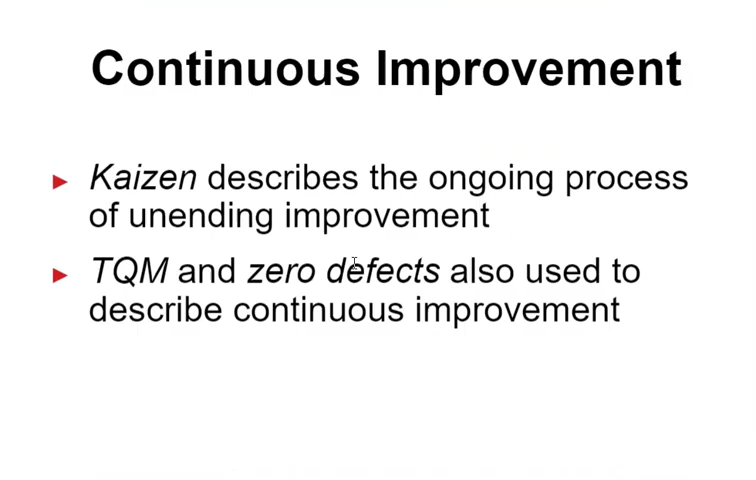 Continuous Improvement
Kaizen describes the ongoing process
of unending improvement
TQM and zero defects also used to
describe continuous improvement